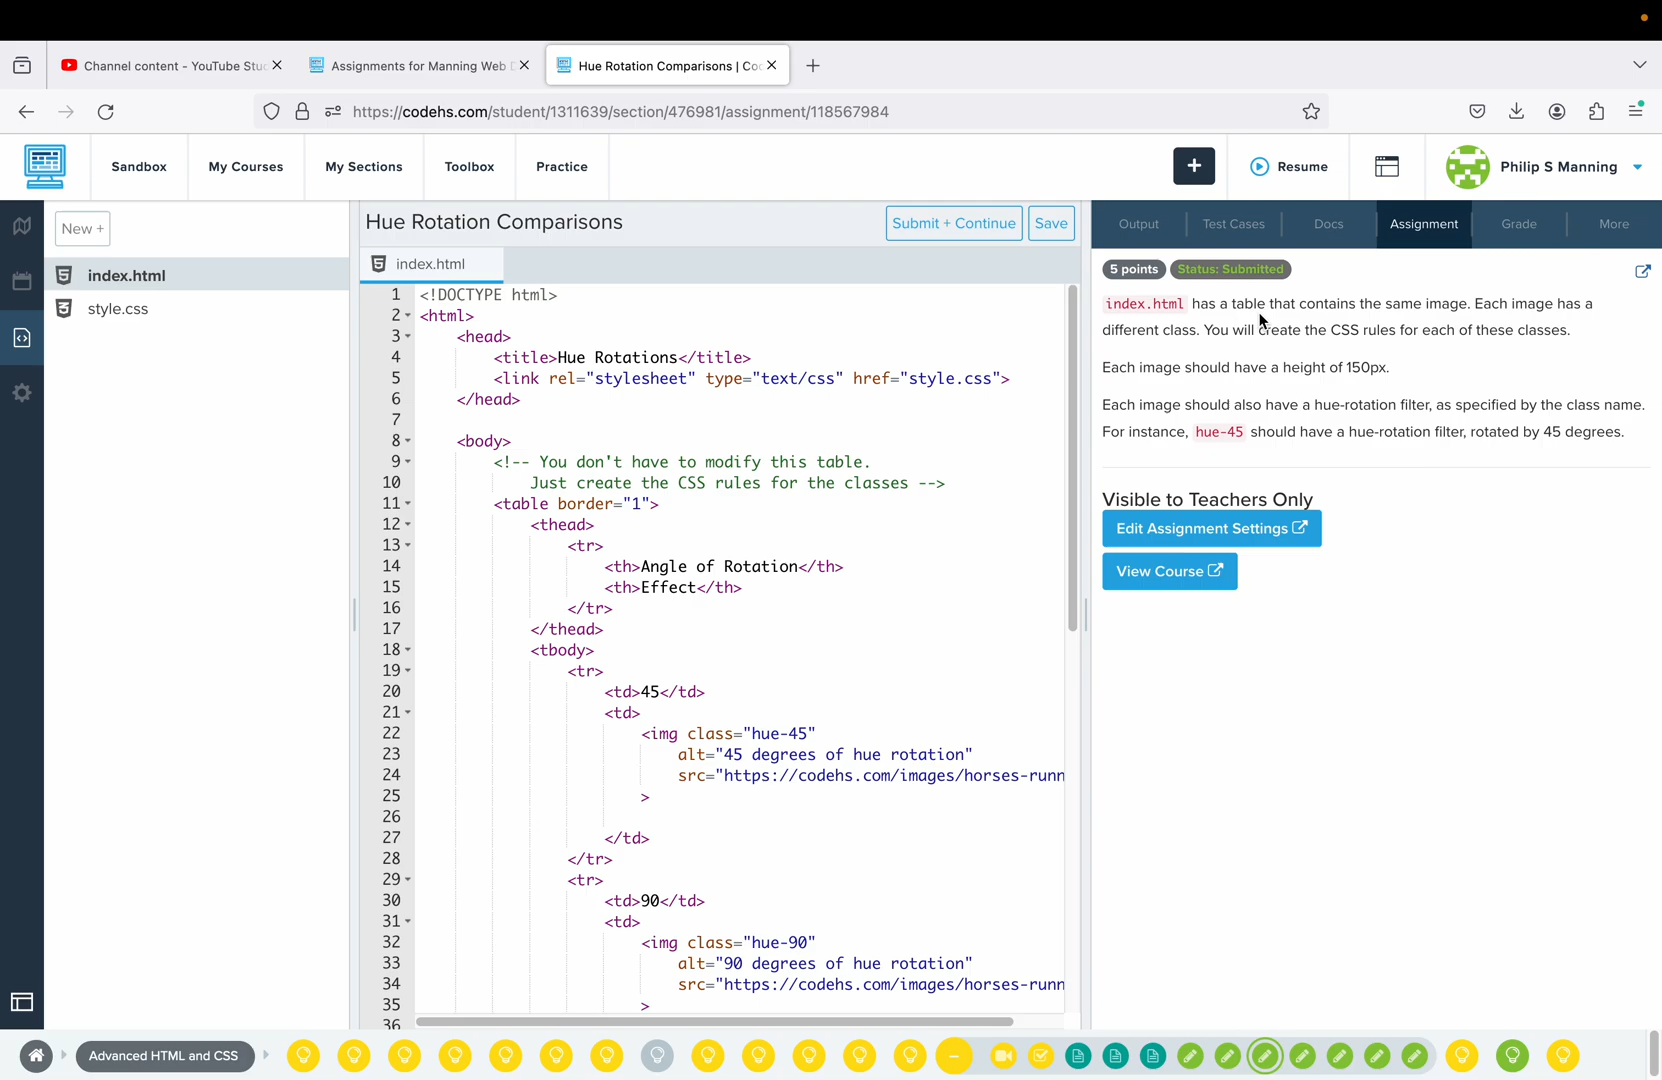 Channel content - YouTube Stu
Assignments for Manning Web D
Hue Rotation Comparisons | Co
https://codehs.com/student/1311639/section/476981/assignment/118567984
Sandbox
My Courses
My Sections
Toolbox
Practice
+
Resume
Philip S Manning
New +
index.html
style.css
Hue Rotation Comparisons
Submit + Continue
Save
index.html
1 <!DOCTYPE html>
2 <html>
3 <head>
4 <title>Hue Rotations</title>
5 <link rel="stylesheet" type="text/css" href="style.css">
6 </head>
7
8 <body>
9 <!-- You don't have to modify this table.
10 Just create the CSS rules for the classes -->
11 <table border="1">
12 <thead>
13 <tr>
14 <th>Angle of Rotation</th>
15 <th>Effect</th>
16 </tr>
17 </thead>
18 <tbody>
19 <tr>
20 <td>45</td>
21 <td>
22 <img class="hue-45"
23 alt="45 degrees of hue rotation"
24 src="https://codehs.com/images/horses-runn
25 >
26
27 </td>
28 </tr>
29 <tr>
30 <td>90</td>
31 <td>
32 <img class="hue-90"
33 alt="90 degrees of hue rotation"
34 src="https://codehs.com/images/horses-runn
35 >
36
Output
Test Cases
Docs
Assignment
Grade
More
5 points
Status: Submitted
index.html has a table that contains the same image. Each image has a
different class. You will create the CSS rules for each of these classes.
Each image should have a height of 150px.
Each image should also have a hue-rotation filter, as specified by the class name.
For instance, hue-45 should have a hue-rotation filter, rotated by 45 degrees.
Visible to Teachers Only
Edit Assignment Settings
View Course
Advanced HTML and CSS